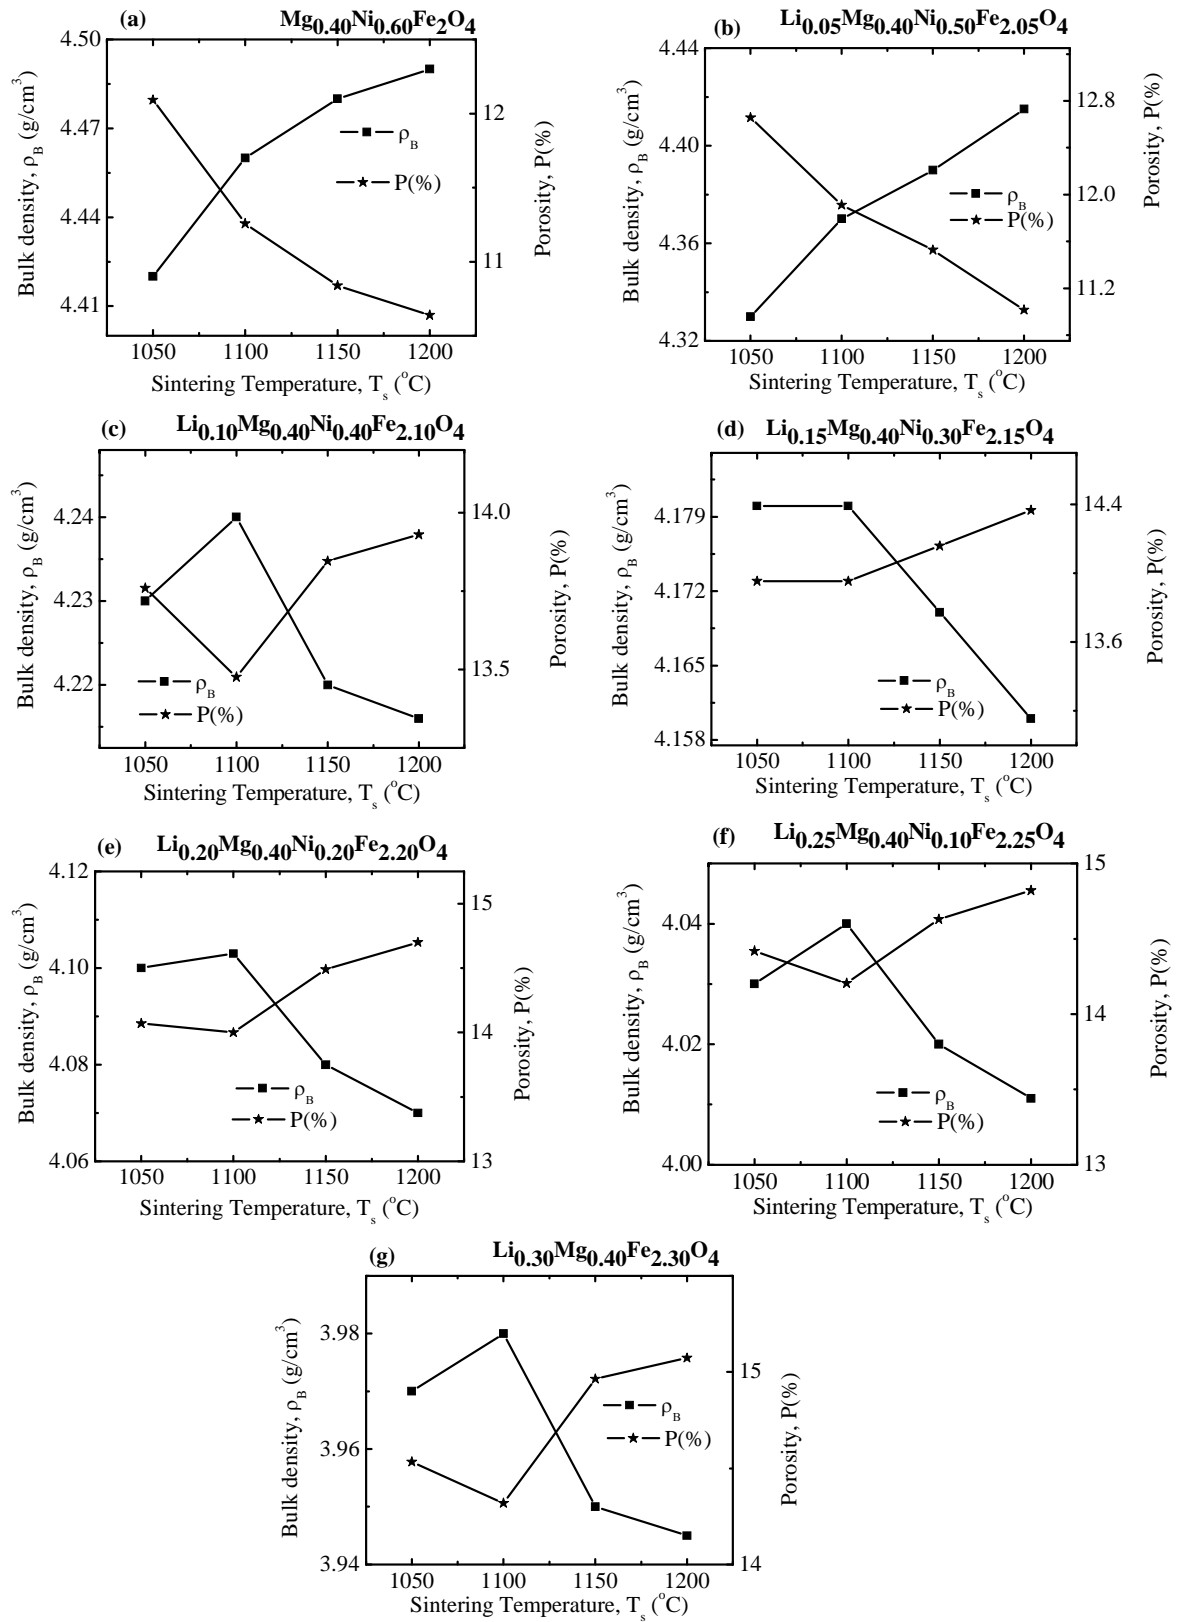 (a) Mg0.40Ni0.60Fe2O4
4.50
4.47
4.44
4.41
Bulk density, ρB (g/cm3)
12
11
Porosity, P(%)
ρB
P(%)
1050 1100 1150 1200
Sintering Temperature, Ts (oC)
(b) Li0.05Mg0.40Ni0.50Fe2.05O4
4.44
4.40
4.36
4.32
Bulk density, ρB (g/cm3)
12.8
12.0
11.2
Porosity, P(%)
ρB
P(%)
1050 1100 1150 1200
Sintering Temperature, Ts (oC)
(c) Li0.10Mg0.40Ni0.40Fe2.10O4
4.24
4.23
4.22
Bulk density, ρB (g/cm3)
14.0
13.5
Porosity, P(%)
ρB
P(%)
1050 1100 1150 1200
Sintering Temperature, Ts (oC)
(d) Li0.15Mg0.40Ni0.30Fe2.15O4
4.179
4.172
4.165
4.158
Bulk density, ρB (g/cm3)
14.4
13.6
Porosity, P(%)
ρB
P(%)
1050 1100 1150 1200
Sintering Temperature, Ts (oC)
(e) Li0.20Mg0.40Ni0.20Fe2.20O4
4.12
4.10
4.08
4.06
Bulk density, ρB (g/cm3)
15
14
13
Porosity, P(%)
ρB
P(%)
1050 1100 1150 1200
Sintering Temperature, Ts (oC)
(f) Li0.25Mg0.40Ni0.10Fe2.25O4
4.04
4.02
4.00
Bulk density, ρB (g/cm3)
15
14
13
Porosity, P(%)
ρB
P(%)
1050 1100 1150 1200
Sintering Temperature, Ts (oC)
(g) Li0.30Mg0.40Fe2.30O4
3.98
3.96
3.94
Bulk density, ρB (g/cm3)
15
14
Porosity, P(%)
ρB
P(%)
1050 1100 1150 1200
Sintering Temperature, Ts (oC)